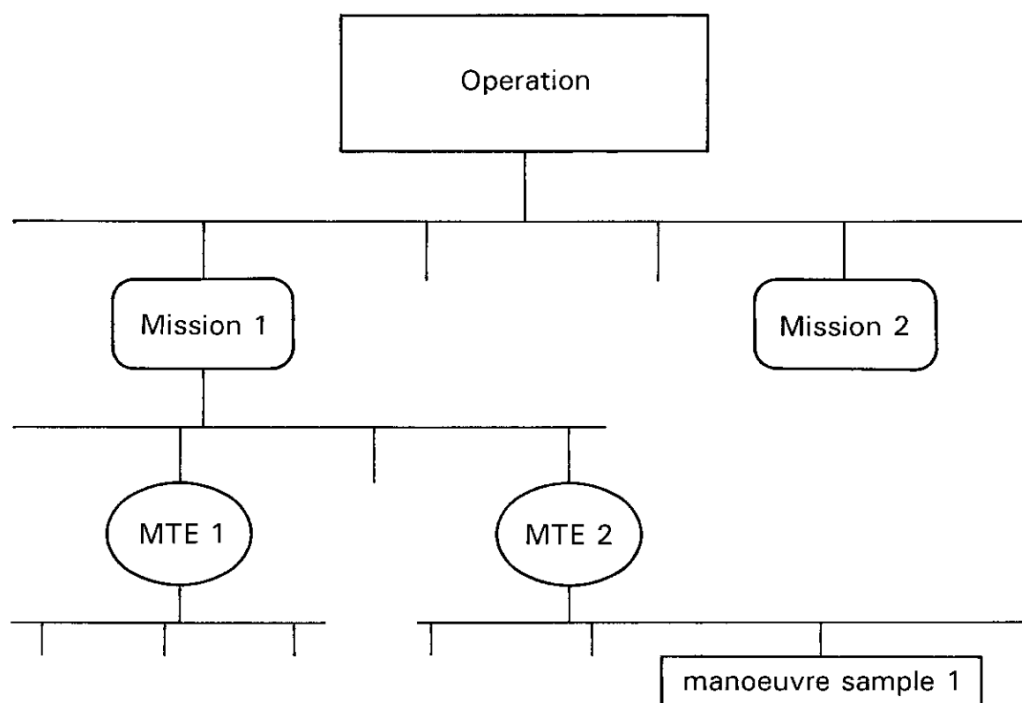 Operation
Mission 1
Mission 2
MTE 1
MTE 2
manoeuvre sample 1